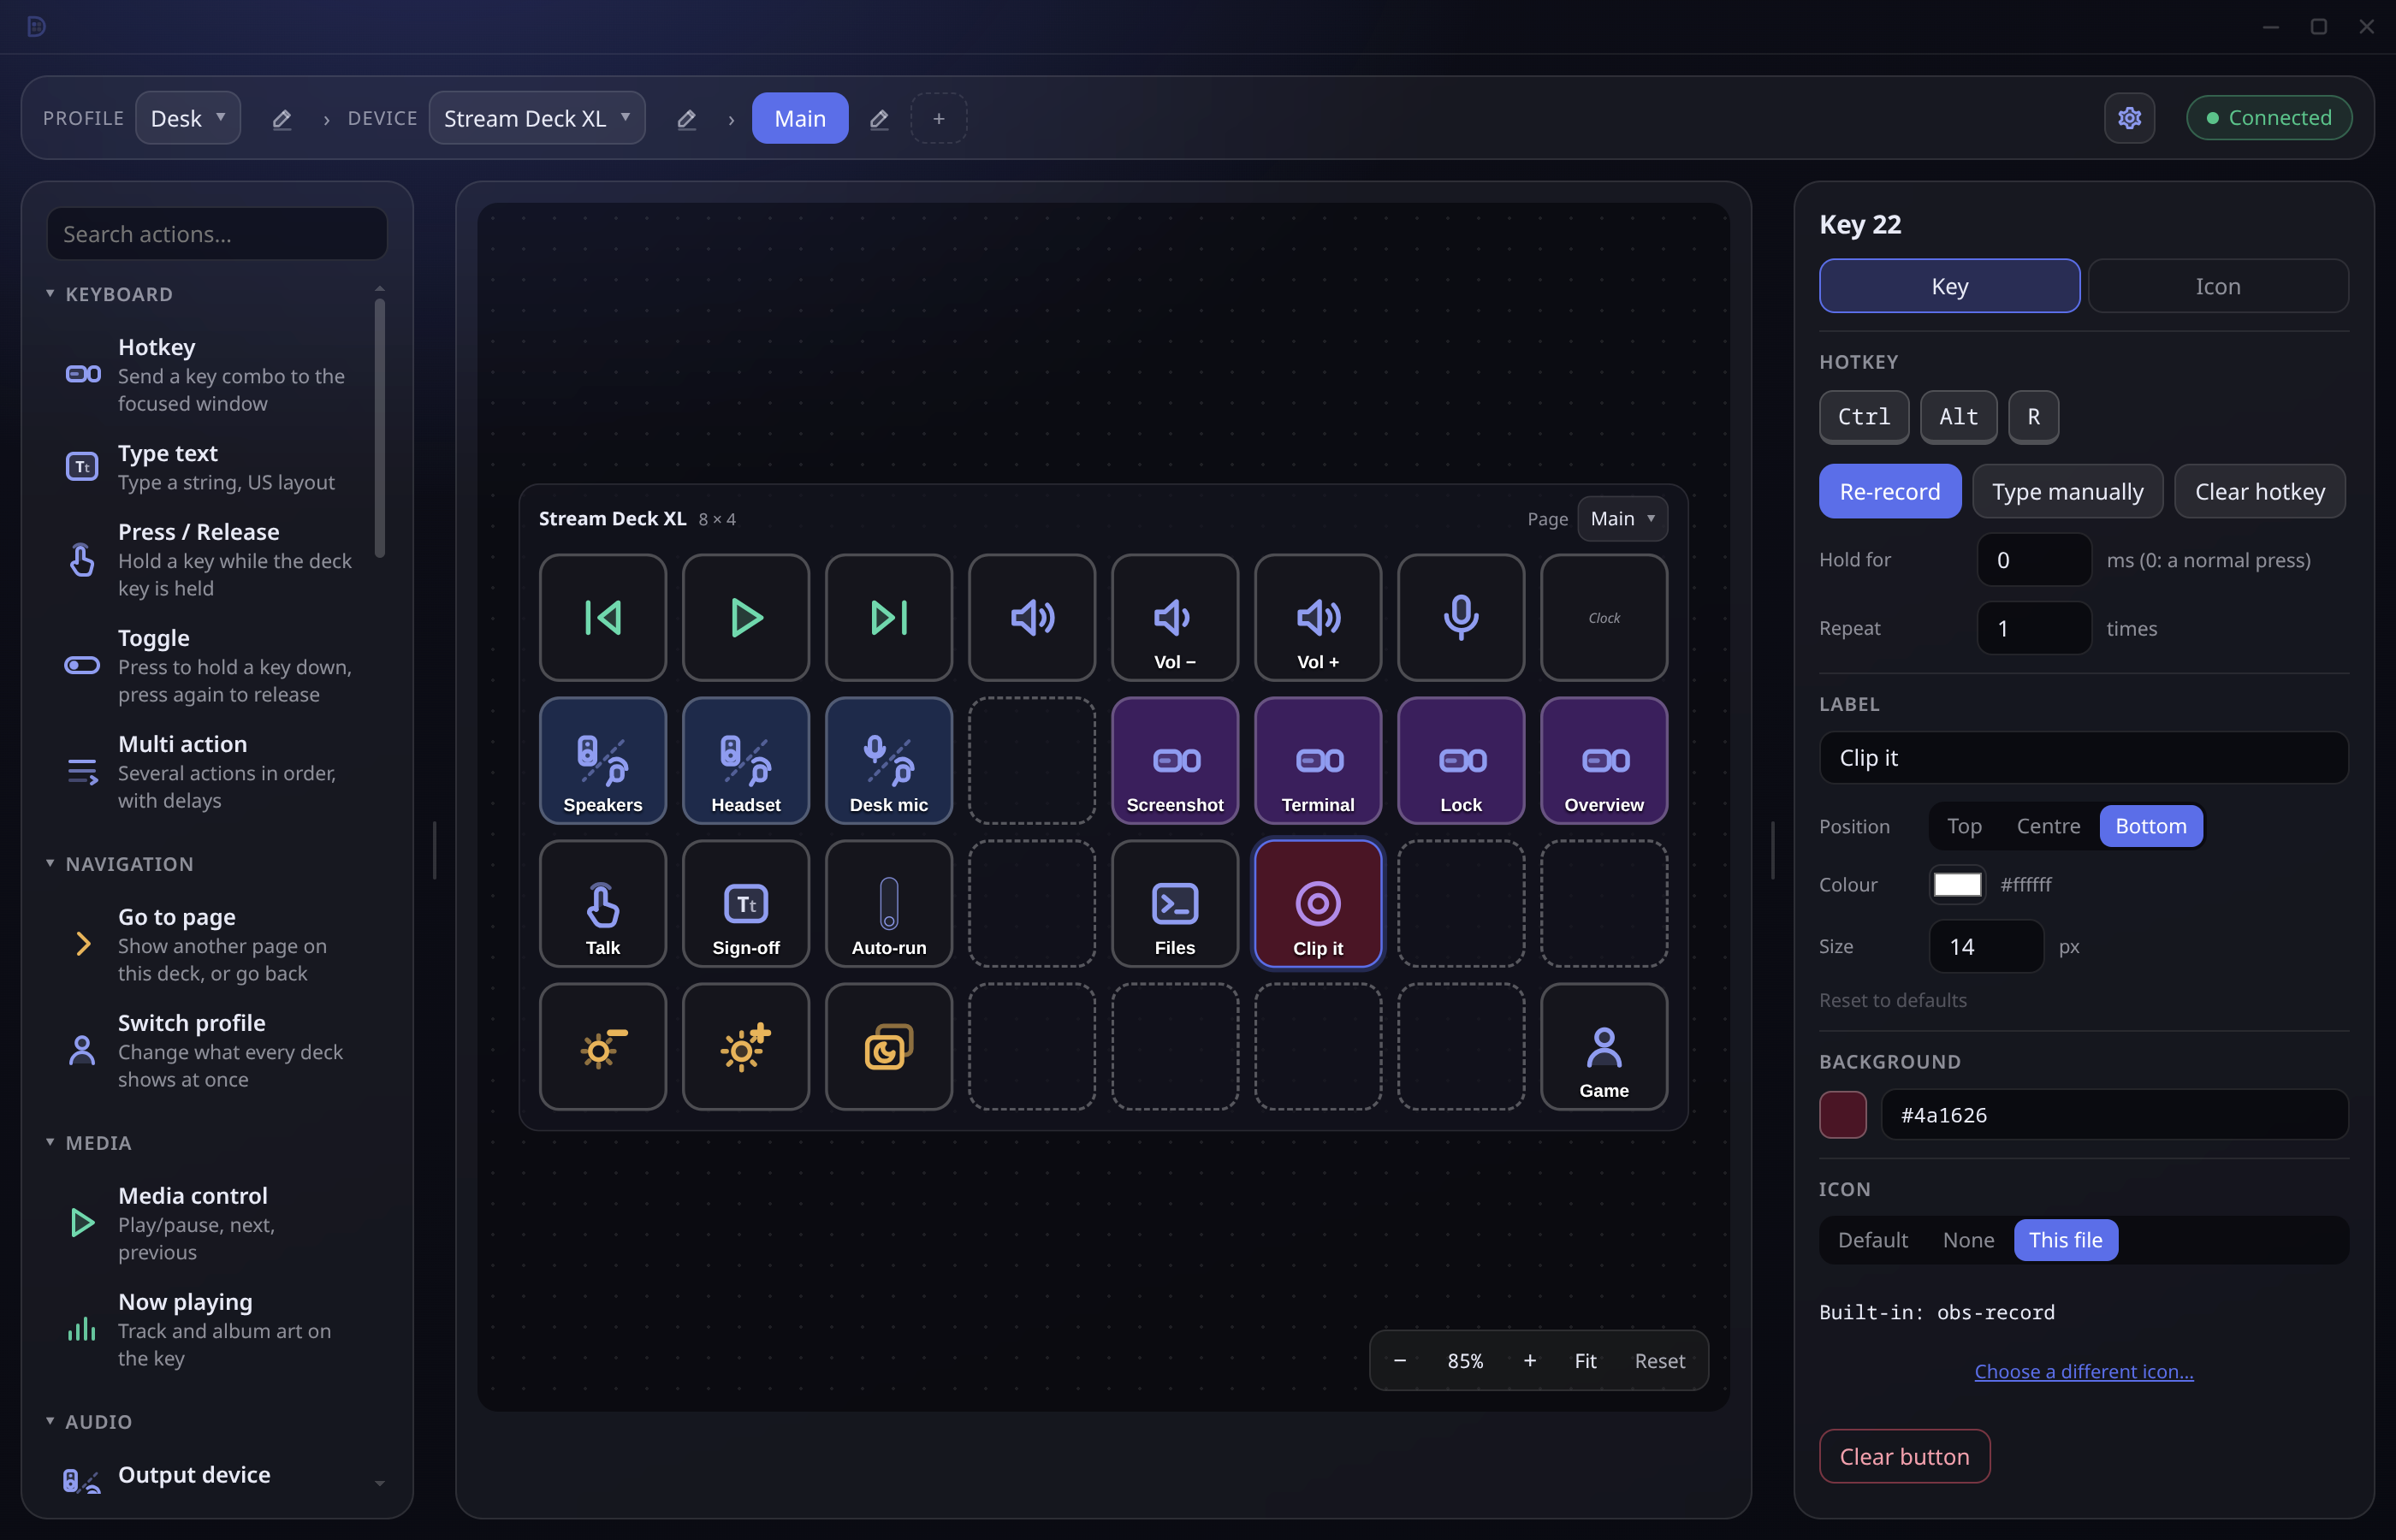 PROFILE Desk › DEVICE Stream Deck XL › Main +
Connected
Search actions...
KEYBOARD
Hotkey
Send a key combo to the
focused window
Type text
Type a string, US layout
Press / Release
Hold a key while the deck
key is held
Toggle
Press to hold a key down,
press again to release
Multi action
Several actions in order,
with delays
NAVIGATION
Go to page
Show another page on
this deck, or go back
Switch profile
Change what every deck
shows at once
MEDIA
Media control
Play/pause, next,
previous
Now playing
Track and album art on
the key
AUDIO
Output device
Stream Deck XL 8 × 4
Page Main
Vol − Vol + Clock
Speakers Headset Desk mic Screenshot Terminal Lock Overview
Tt
Talk Sign-off Auto-run Files Clip it
Game
− 85% + Fit Reset
Key 22
Key Icon
HOTKEY
Ctrl Alt R
Re-record Type manually Clear hotkey
Hold for 0 ms (0: a normal press)
Repeat 1 times
LABEL
Clip it
Position Top Centre Bottom
Colour #ffffff
Size 14 px
Reset to defaults
BACKGROUND
#4a1626
ICON
Default None This file
Built-in: obs-record
Choose a different icon...
Clear button